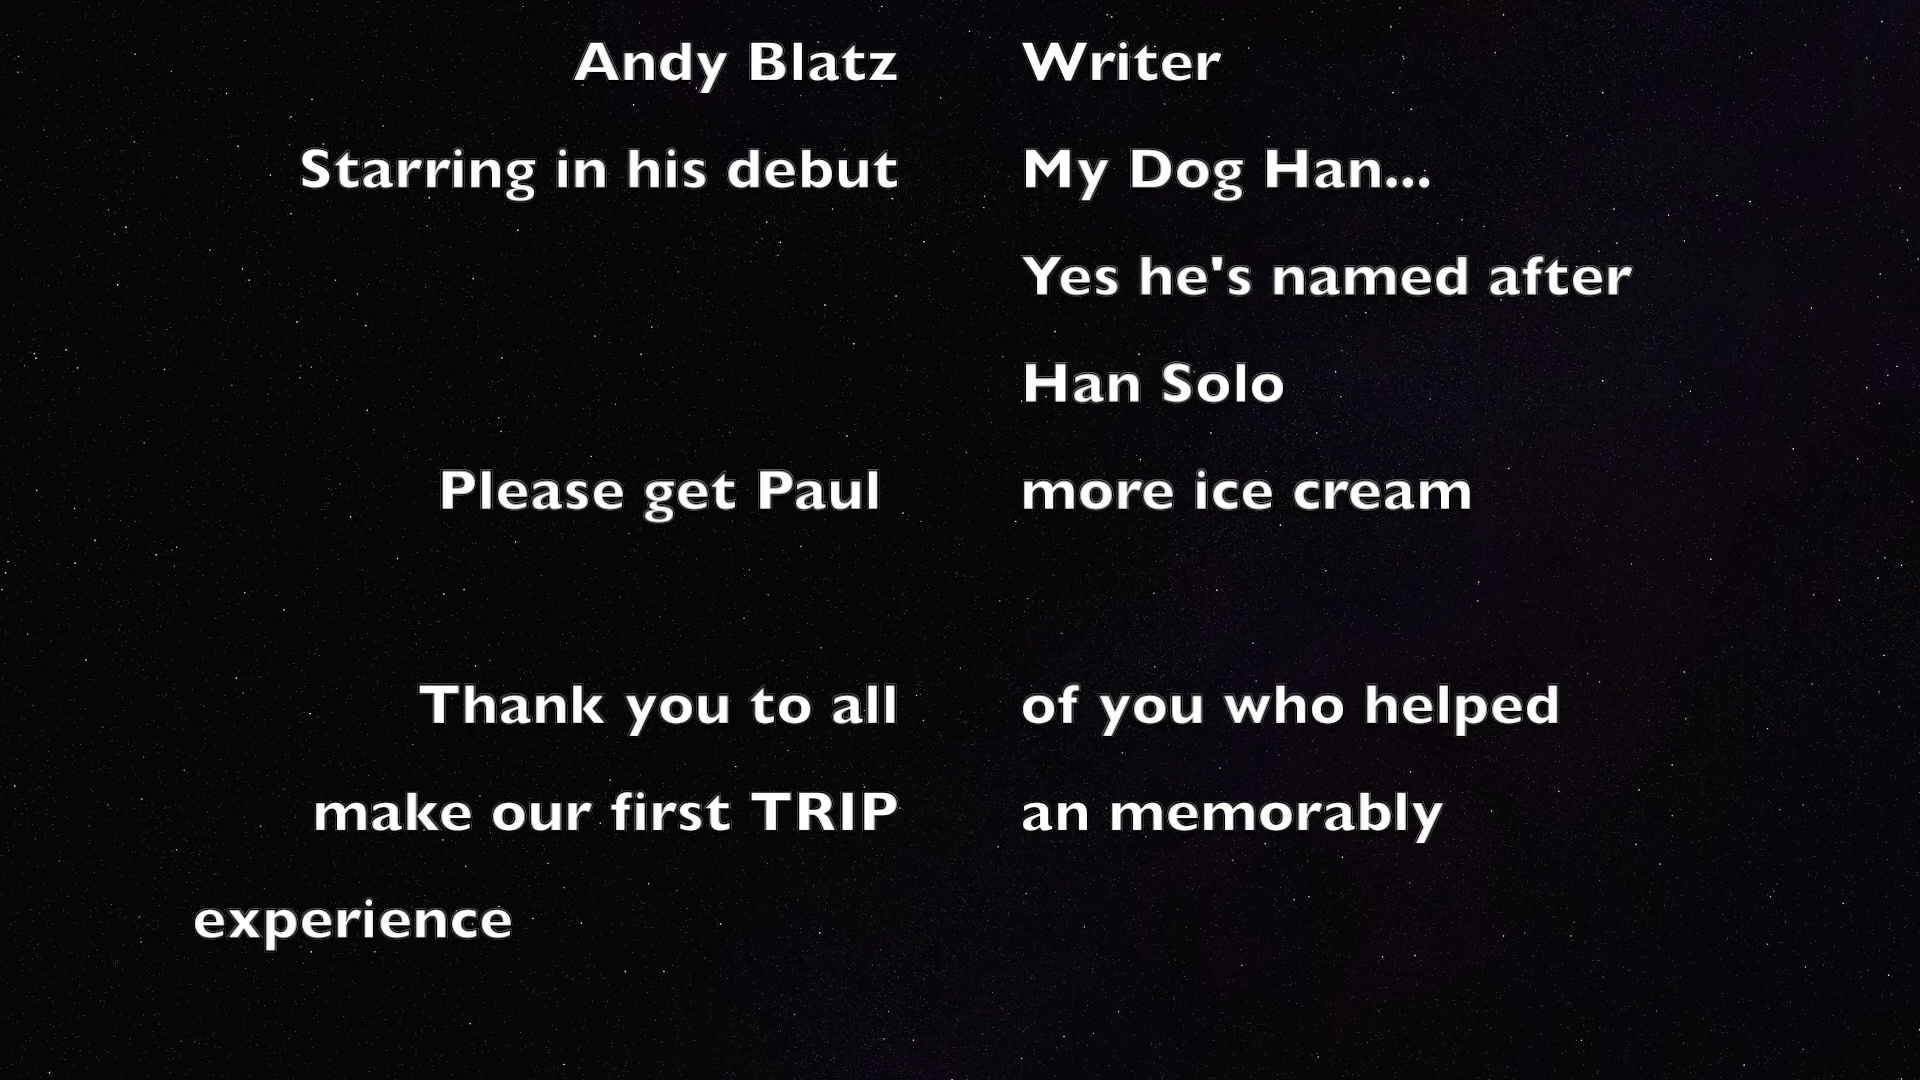 Andy Blatz Writer
Starring in his debut My Dog Han...
Yes he's named after
Han Solo
Please get Paul more ice cream
Thank you to all of you who helped
make our first TRIP an memorably
experience